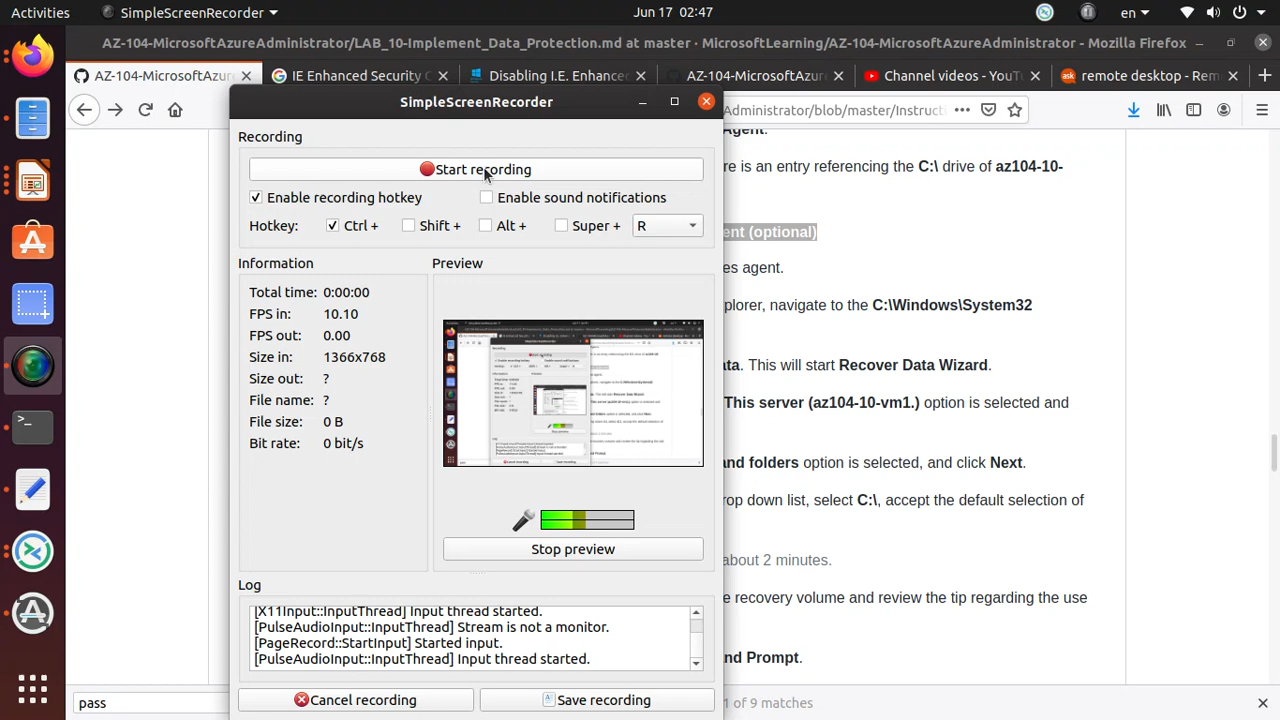 Activities SimpleScreenRecorder Jun 17 02:47 en
AZ-104-MicrosoftAzureAdministrator/LAB_10-Implement_Data_Protection.md at master · MicrosoftLearning/AZ-104-MicrosoftAzureAdministrator - Mozilla Firefox
AZ-104-MicrosoftAzure IE Enhanced Security C Disabling I.E. Enhance AZ-104-MicrosoftAzure Channel videos - YouT ask remote desktop - Rem
SimpleScreenRecorder
Administrator/blob/master/Instruct
Agent.
Recording
Start recording
re is an entry referencing the C:\ drive of az104-10-
Enable recording hotkey Enable sound notifications
Hotkey: Ctrl + Shift + Alt + Super + R
ent (optional)
Information Preview
es agent.
Total time: 0:00:00
FPS in: 10.10
FPS out: 0.00
Size in: 1366x768
Size out: ?
File name: ?
File size: 0 B
Bit rate: 0 bit/s
plorer, navigate to the C:\Windows\System32
ata. This will start Recover Data Wizard.
This server (az104-10-vm1.) option is selected and
and folders option is selected, and click Next.
rop down list, select C:\, accept the default selection of
Stop preview
about 2 minutes.
Log
e recovery volume and review the tip regarding the use
[X11Input::InputThread] Input thread started.
[PulseAudioInput::InputThread] Stream is not a monitor.
[PageRecord::StartInput] Started input.
[PulseAudioInput::InputThread] Input thread started.
nd Prompt.
Cancel recording Save recording
pass 1 of 9 matches